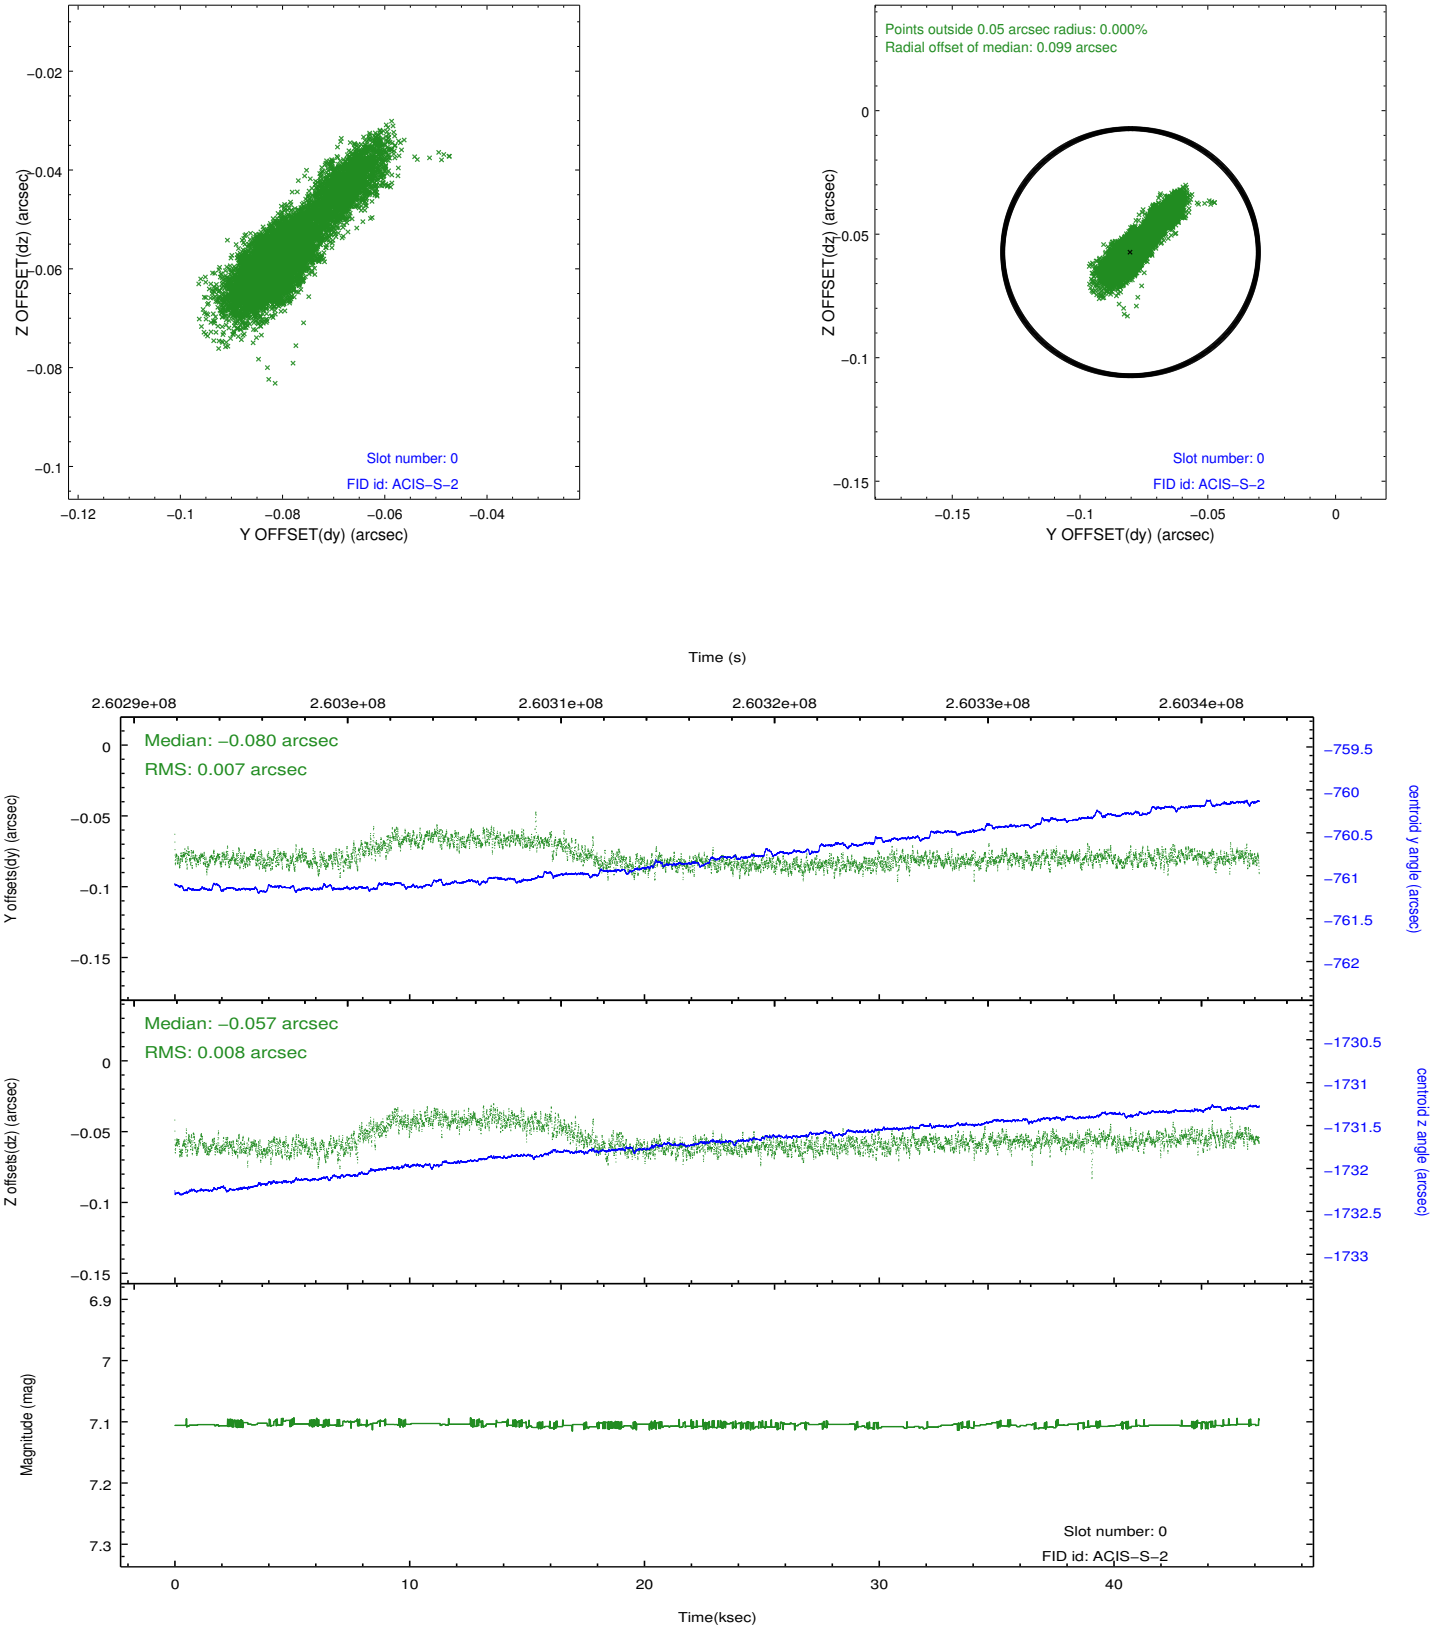 −0.02
−0.04
−0.06
−0.08
−0.1
Z OFFSET(dz) (arcsec)
Slot number: 0
FID id: ACIS−S−2
−0.12
−0.1
−0.08
−0.06
−0.04
Y OFFSET(dy) (arcsec)
Points outside 0.05 arcsec radius: 0.000%
Radial offset of median: 0.099 arcsec
0
−0.05
−0.1
−0.15
Z OFFSET(dz) (arcsec)
Slot number: 0
FID id: ACIS−S−2
−0.15
−0.1
−0.05
0
Y OFFSET(dy) (arcsec)
Time (s)
2.6029e+08
2.603e+08
2.6031e+08
2.6032e+08
2.6033e+08
2.6034e+08
Median: −0.080 arcsec
RMS: 0.007 arcsec
0
−0.05
−0.1
−0.15
Y offsets(dy) (arcsec)
−759.5
−760
−760.5
−761
−761.5
−762
centroid y angle (arcsec)
Median: −0.057 arcsec
RMS: 0.008 arcsec
0
−0.05
−0.1
−0.15
Z offsets(dz) (arcsec)
−1730.5
−1731
−1731.5
−1732
−1732.5
−1733
centroid z angle (arcsec)
6.9
7
7.1
7.2
7.3
Magnitude (mag)
Slot number: 0
FID id: ACIS−S−2
0
10
20
30
40
Time(ksec)